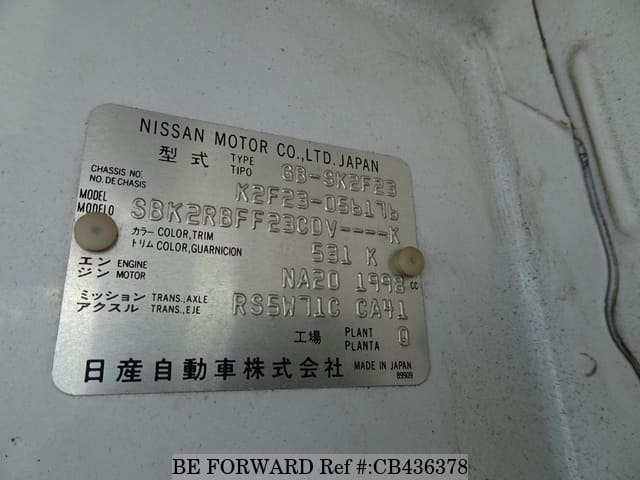 NISSAN MOTOR CO.,LTD. JAPAN
型式 TYPE TIPO GB-SK2F23
CHASSIS NO. NO. DE CHASIS K2F23-056176
MODEL MODELO SBK2RBFF23CDV----K
カラー COLOR,TRIM
トリム COLOR,GUARNICION 531 K
エンジン ENGINE MOTOR NA20 1998 cc
ミッション TRANS.,AXLE
アクスル TRANS.,EJE RS5W71C CA41
工場 PLANT PLANTA 0
日産自動車株式会社 MADE IN JAPAN
89909
BE FORWARD Ref #:CB436378